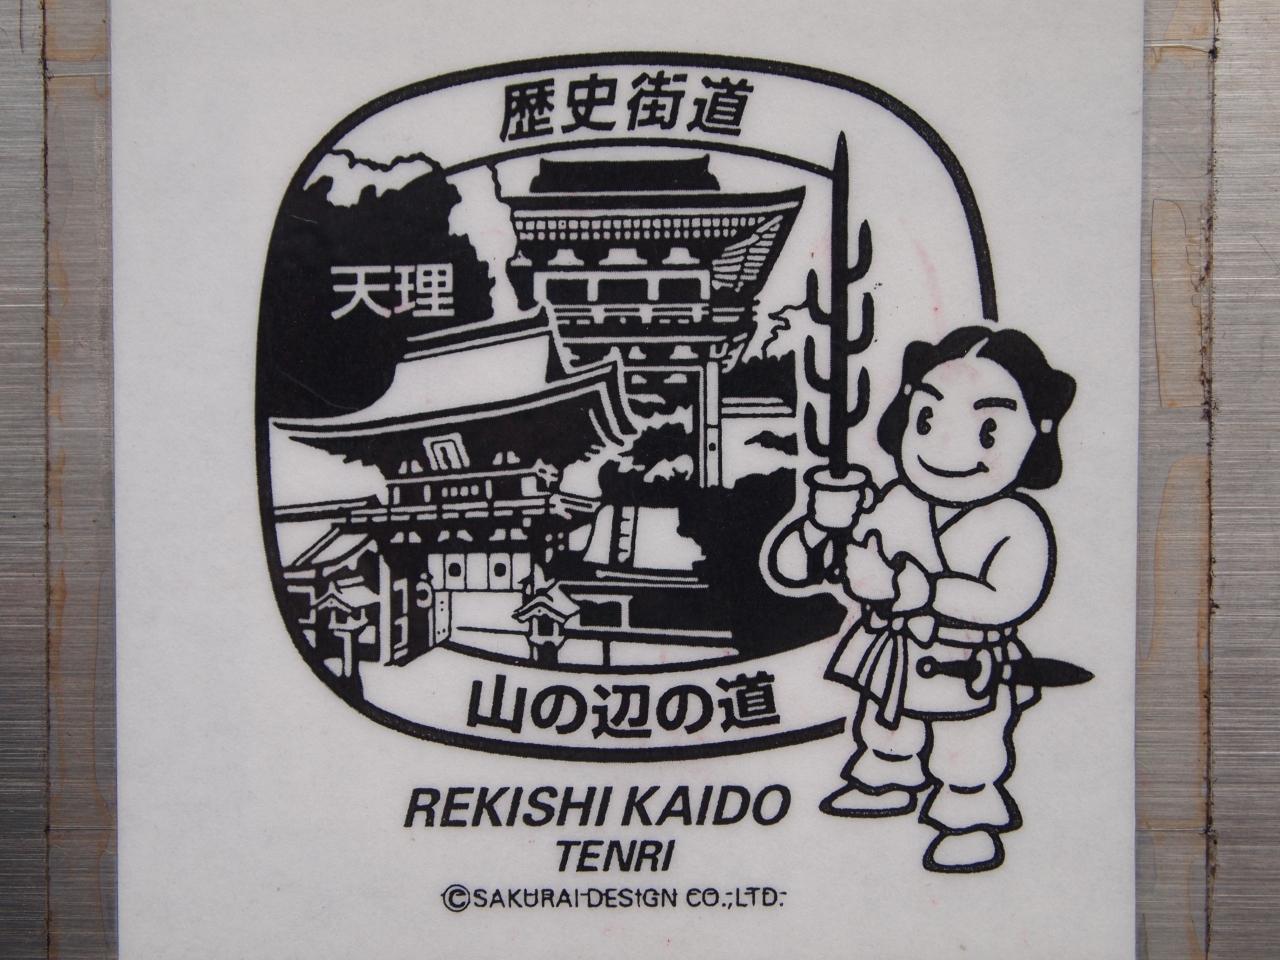 歴史街道
天理
山の辺の道
REKISHI KAIDO
TENRI
©SAKURAI DESIGN CO.,LTD.